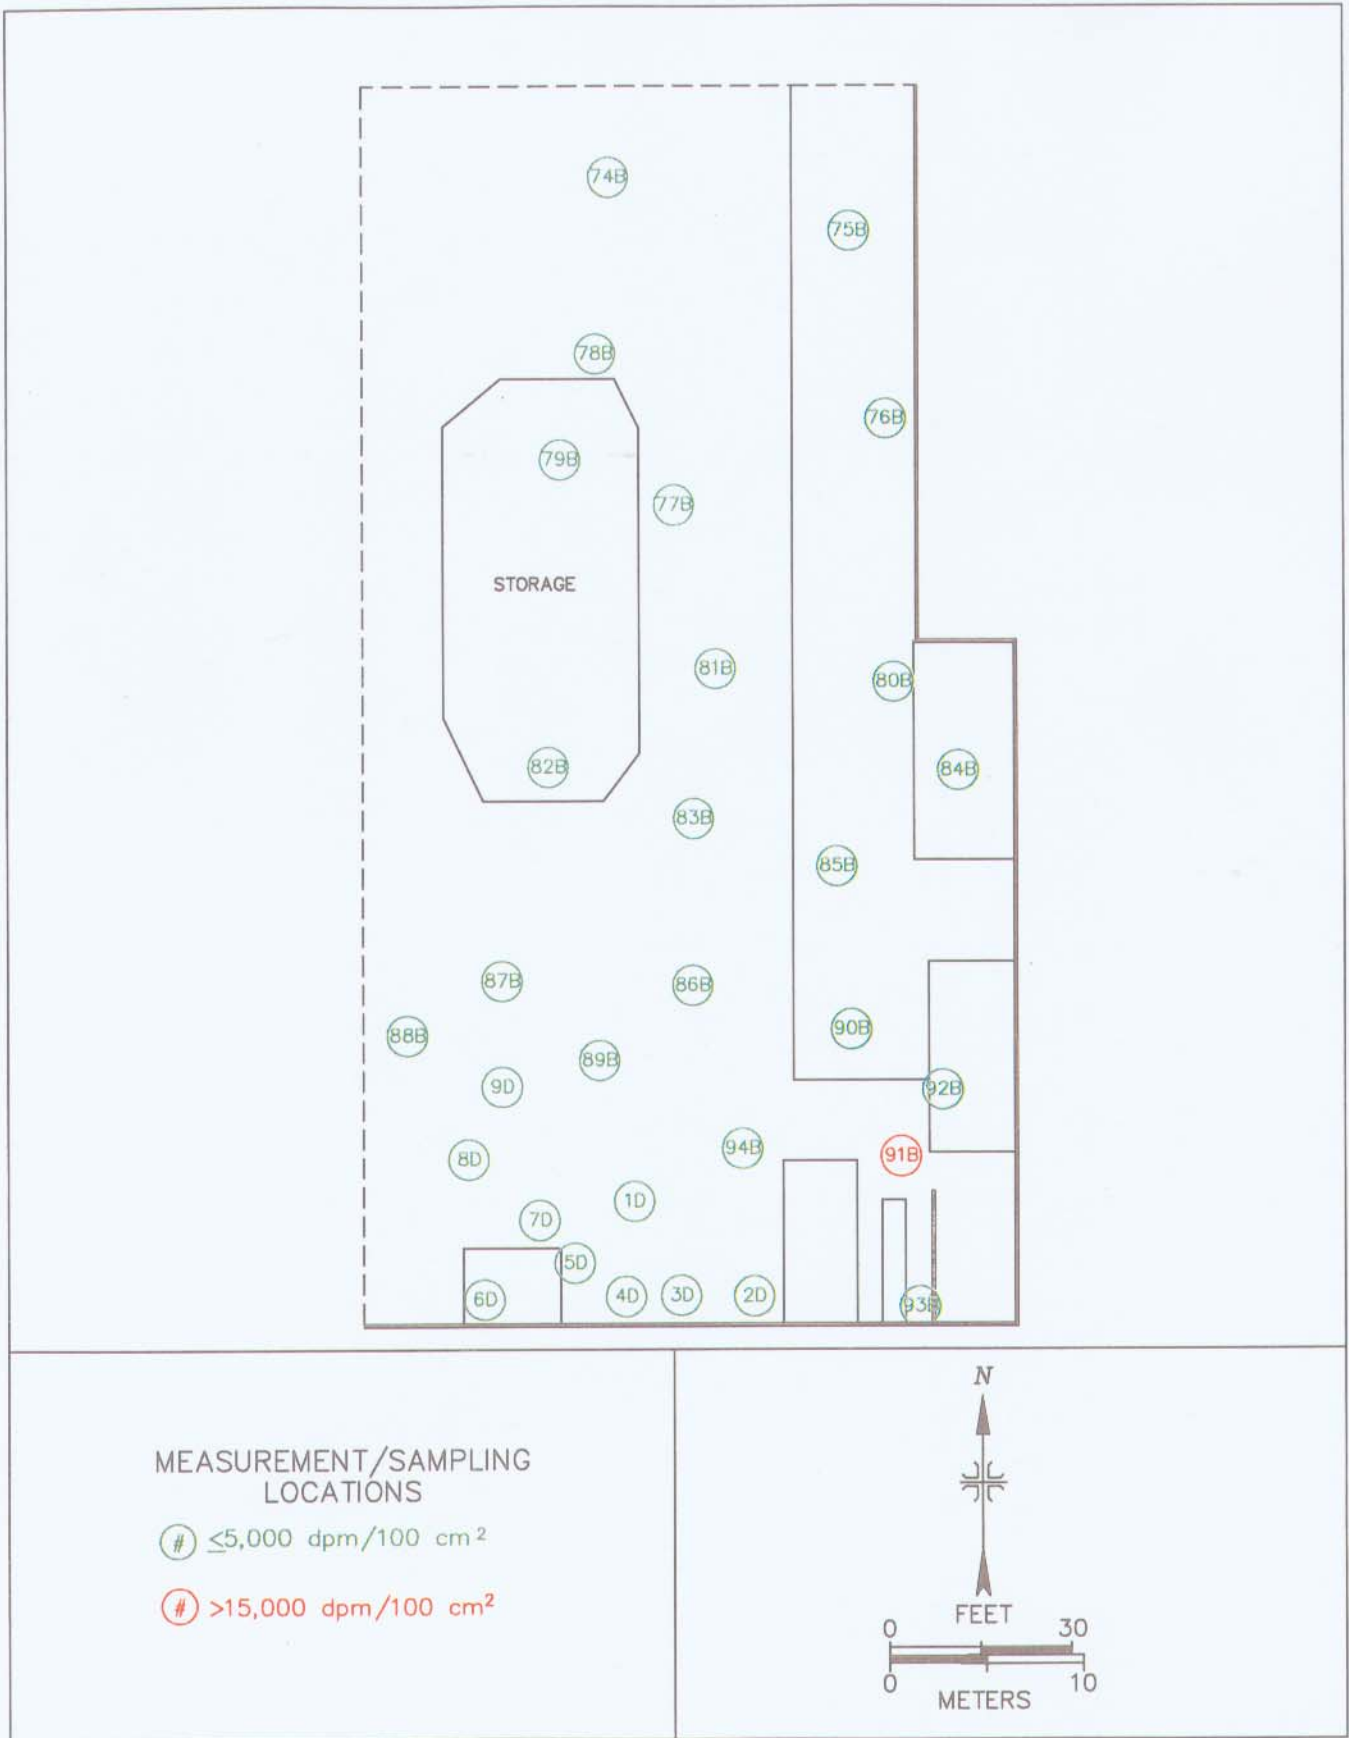 74B
75B
78B
76B
79B
77B
STORAGE
81B
80B
82B
84B
83B
85B
87B
86B
90B
88B
89B
9D
92B
94B
91B
8D
1D
7D
5D
6D
4D
3D
2D
93B
MEASUREMENT/SAMPLING
LOCATIONS
# ≤5,000 dpm/100 cm²
# >15,000 dpm/100 cm²
N
FEET
0 30
0 10
METERS